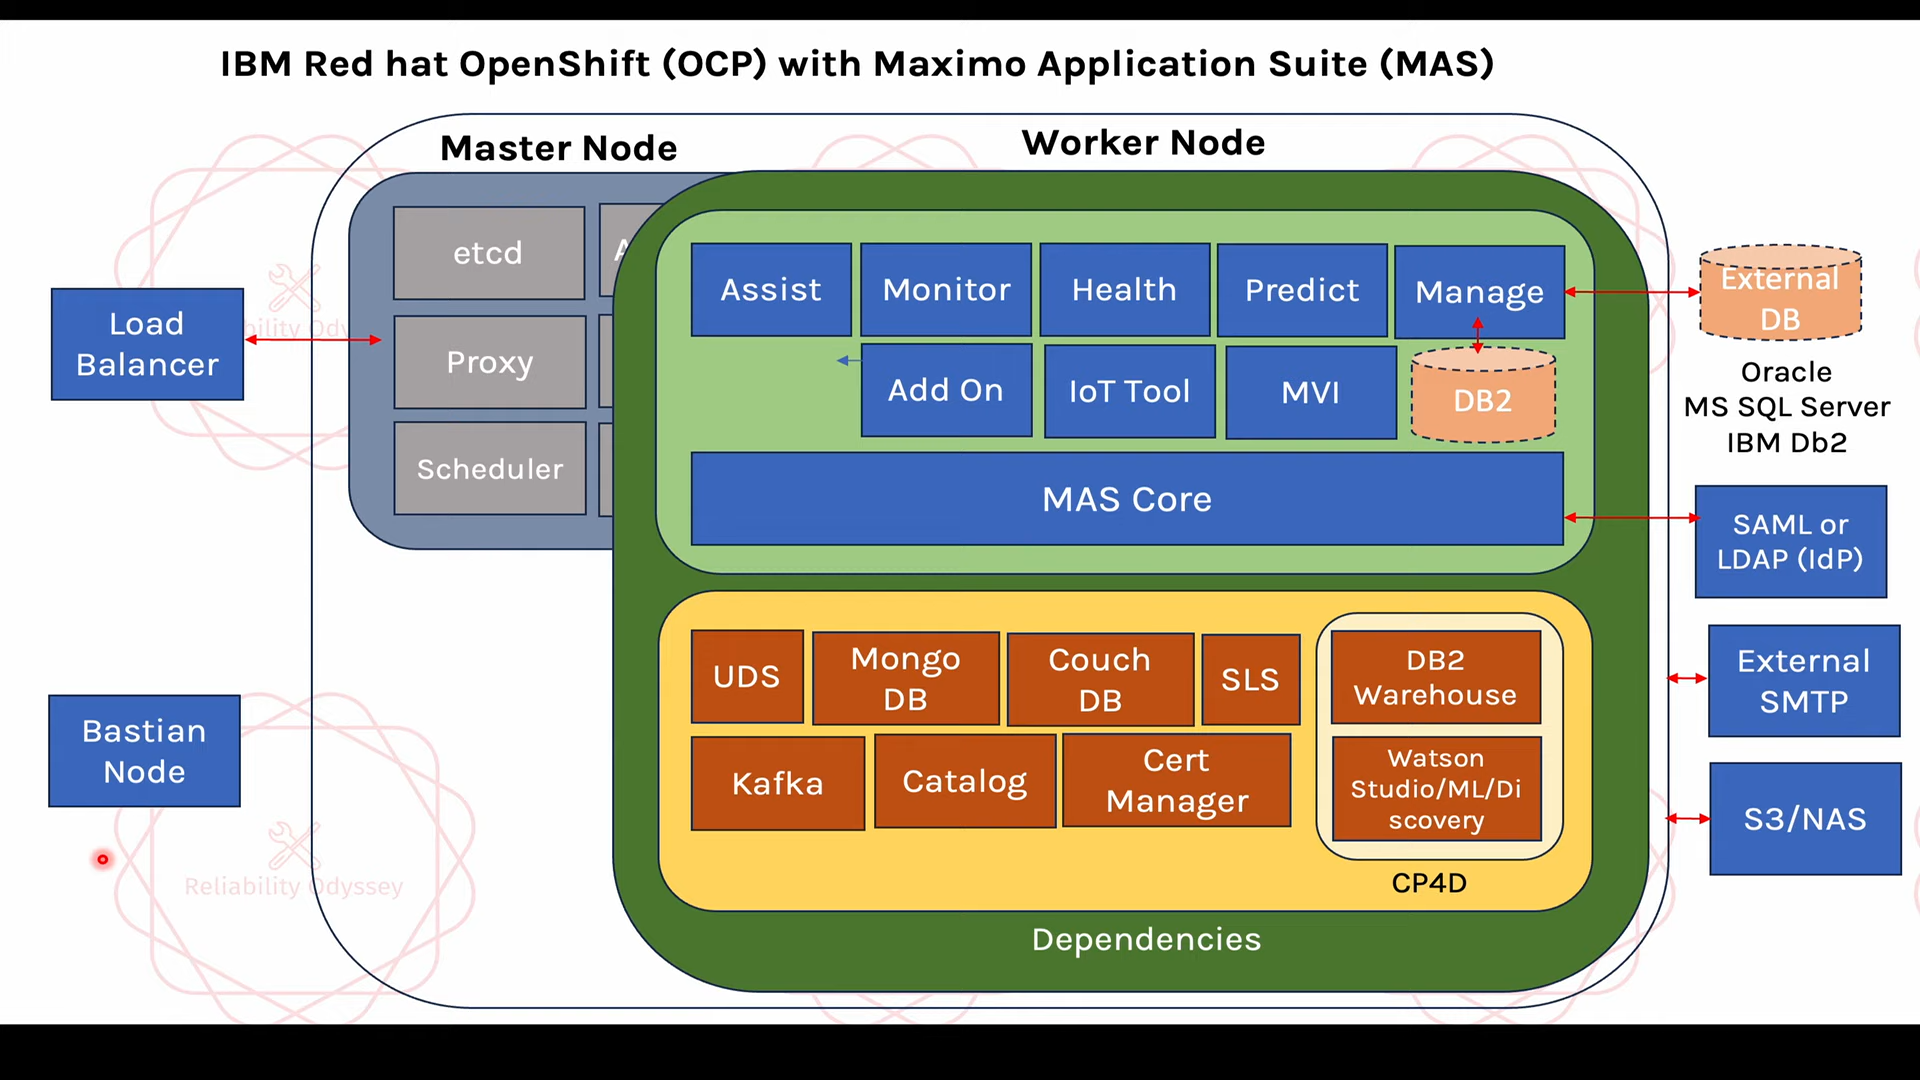 IBM Red hat OpenShift (OCP) with Maximo Application Suite (MAS)
Master Node
Worker Node
etcd
A
Proxy
Scheduler
Load
Balancer
Bastian
Node
Assist
Monitor
Health
Predict
Manage
Add On
IoT Tool
MVI
DB2
MAS Core
UDS
Mongo
DB
Couch
DB
SLS
DB2
Warehouse
Kafka
Catalog
Cert
Manager
Watson
Studio/ML/Di
scovery
CP4D
Dependencies
External
DB
Oracle
MS SQL Server
IBM Db2
SAML or
LDAP (IdP)
External
SMTP
S3/NAS
bility Ody
Reliability Odyssey